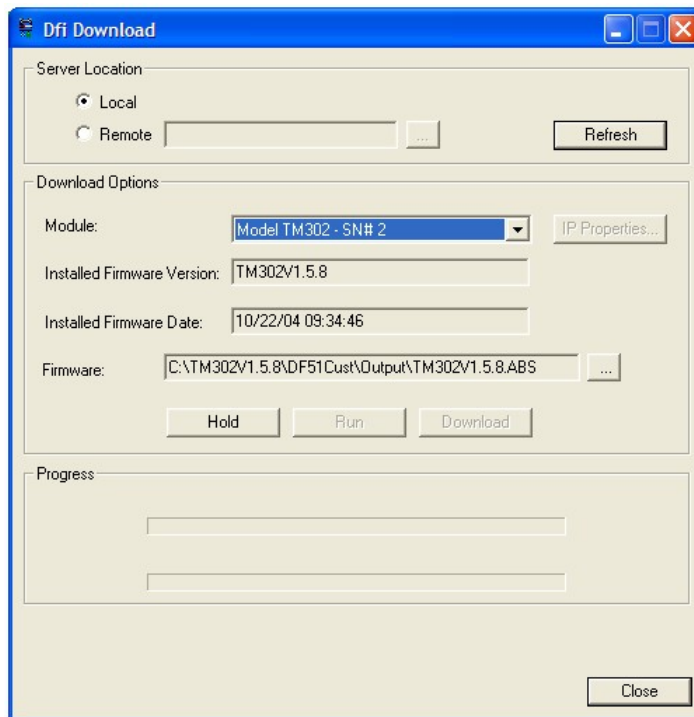 Dfi Download
Server Location
Local
Remote
...
Refresh
Download Options
Module:
Model TM302 - SN# 2
IP Properties...
Installed Firmware Version:
TM302V1.5.8
Installed Firmware Date:
10/22/04 09:34:46
Firmware:
C:\TM302V1.5.8\DF51Cust\Output\TM302V1.5.8.ABS
...
Hold
Run
Download
Progress
Close